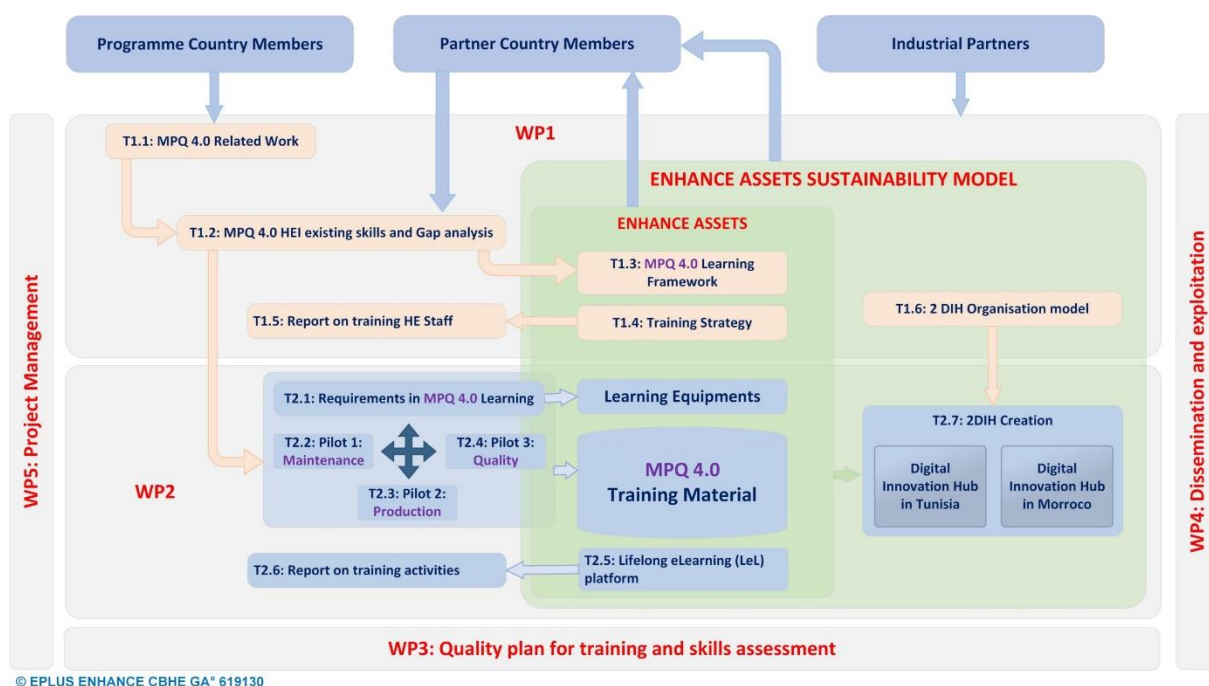 Programme Country Members
Partner Country Members
Industrial Partners
WP1
T1.1: MPQ 4.0 Related Work
ENHANCE ASSETS SUSTAINABILITY MODEL
ENHANCE ASSETS
T1.2: MPQ 4.0 HEI existing skills and Gap analysis
T1.3: MPQ 4.0 Learning
Framework
T1.5: Report on training HE Staff
T1.4: Training Strategy
T1.6: 2 DIH Organisation model
WP5: Project Management
WP4: Dissemination and exploitation
WP2
T2.1: Requirements in MPQ 4.0 Learning
Learning Equipments
T2.2: Pilot 1:
Maintenance
T2.4: Pilot 3:
Quality
T2.3: Pilot 2:
Production
MPQ 4.0
Training Material
T2.7: 2DIH Creation
Digital
Innovation Hub
in Tunisia
Digital
Innovation Hub
in Morroco
T2.6: Report on training activities
T2.5: Lifelong eLearning (LeL)
platform
WP3: Quality plan for training and skills assessment
© EPLUS ENHANCE CBHE GA° 619130